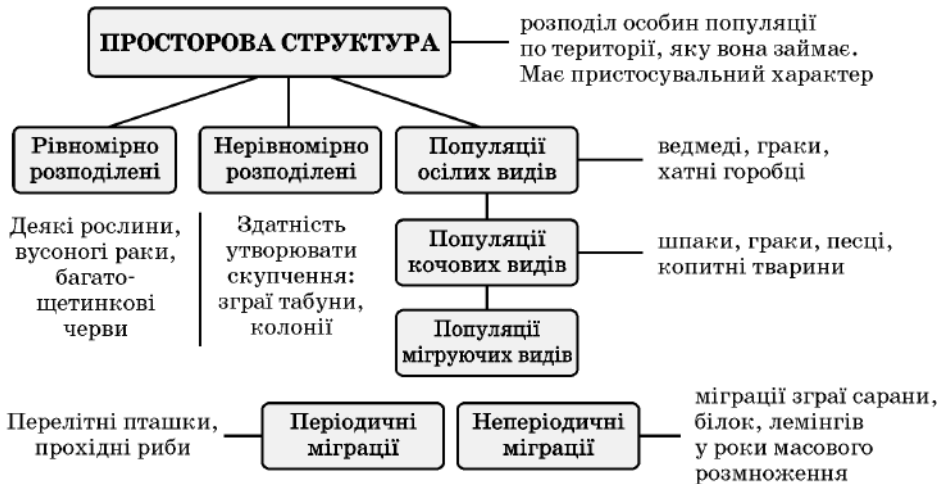 ПРОСТОРОВА СТРУКТУРА
розподіл особин популяції
по території, яку вона займає.
Має пристосувальний характер
Рівномірно
розподілені
Нерівномірно
розподілені
Популяції
осілих видів
ведмеді, граки,
хатні горобці
Деякі рослини,
вусоногі раки,
багато-
щетинкові
черви
Здатність
утворювати
скупчення:
зграї табуни,
колонії
Популяції
кочових видів
шпаки, граки, песці,
копитні тварини
Популяції
мігруючих видів
Перелітні пташки,
прохідні риби
Періодичні
міграції
Неперіодичні
міграції
міграції зграї сарани,
білок, лемінгів
у роки масового
розмноження